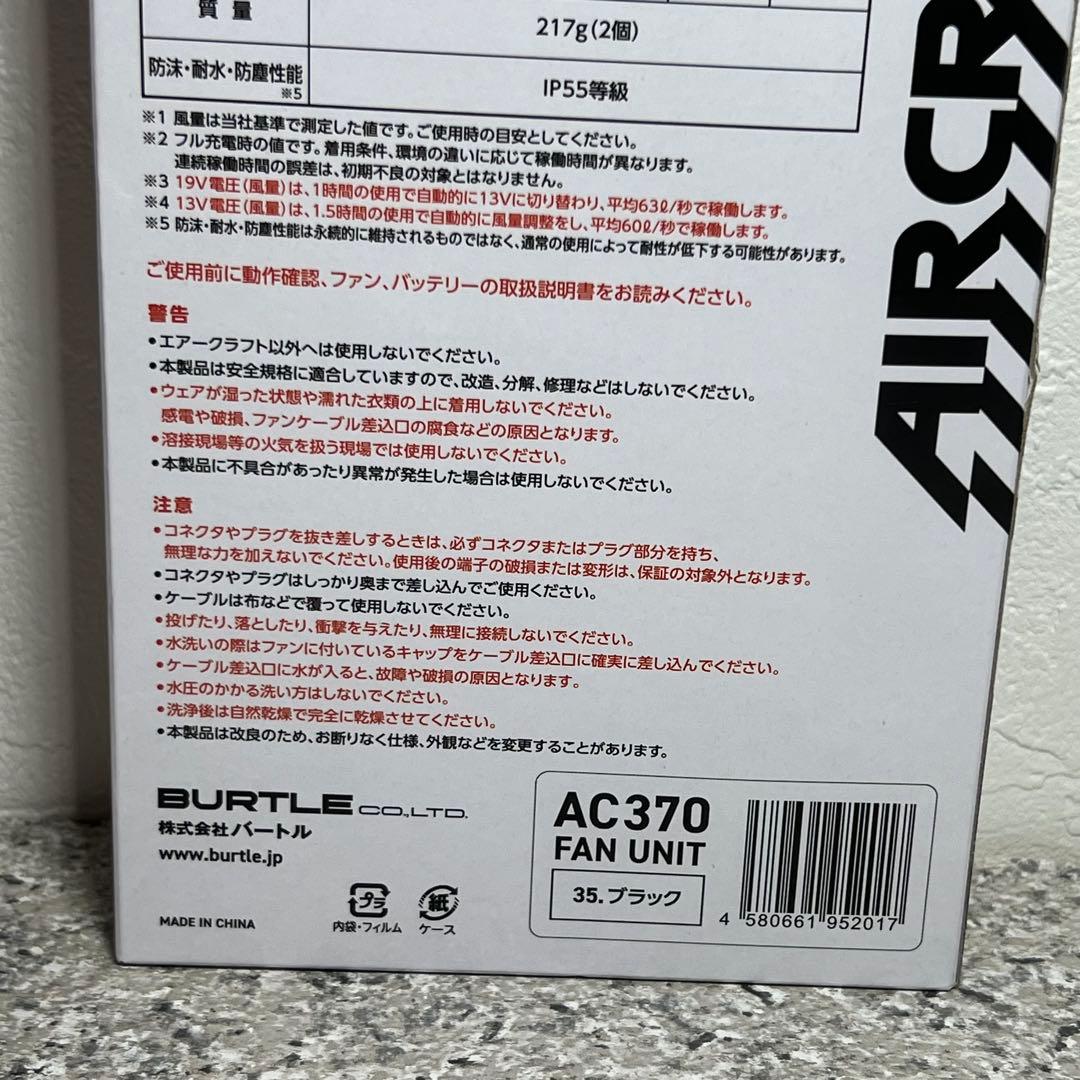 質 量
217g(2個)
防沫・耐水・防塵性能
※5
IP55等級
※1 風量は当社基準で測定した値です。ご使用時の目安としてください。
※2 フル充電時の値です。着用条件、環境の違いに応じて稼働時間が異なります。
連続稼働時間の誤差は、初期不良の対象とはなりません。
※3 19V電圧(風量)は、1時間の使用で自動的に13Vに切り替わり、平均63ℓ/秒で稼働します。
※4 13V電圧(風量)は、1.5時間の使用で自動的に風量調整をし、平均60ℓ/秒で稼働します。
※5 防沫・耐水・防塵性能は永続的に維持されるものではなく、通常の使用によって耐性が低下する可能性があります。
ご使用前に動作確認、ファン、バッテリーの取扱説明書をお読みください。
警告
•エアークラフト以外へは使用しないでください。
•本製品は安全規格に適合していますので、改造、分解、修理などはしないでください。
•ウェアが湿った状態や濡れた衣類の上に着用しないでください。
感電や破損、ファンケーブル差込口の腐食などの原因となります。
•溶接現場等の火気を扱う現場では使用しないでください。
•本製品に不具合があったり異常が発生した場合は使用しないでください。
注意
•コネクタやプラグを抜き差しするときは、必ずコネクタまたはプラグ部分を持ち、
無理な力を加えないでください。使用後の端子の破損または変形は、保証の対象外となります。
•コネクタやプラグはしっかり奥まで差し込んでご使用ください。
•ケーブルは布などで覆って使用しないでください。
•投げたり、落としたり、衝撃を与えたり、無理に接続しないでください。
•水洗いの際はファンに付いているキャップをケーブル差込口に確実に差し込んでください。
•ケーブル差込口に水が入ると、故障や破損の原因となります。
•水圧のかかる洗い方はしないでください。
•洗浄後は自然乾燥で完全に乾燥させてください。
•本製品は改良のため、お断りなく仕様、外観などを変更することがあります。
BURTLE CO.,LTD.
株式会社バートル
www.burtle.jp
MADE IN CHINA
プラ
内袋・フィルム
紙
ケース
AC370
FAN UNIT
35. ブラック
4 580661 952017
AIRCR